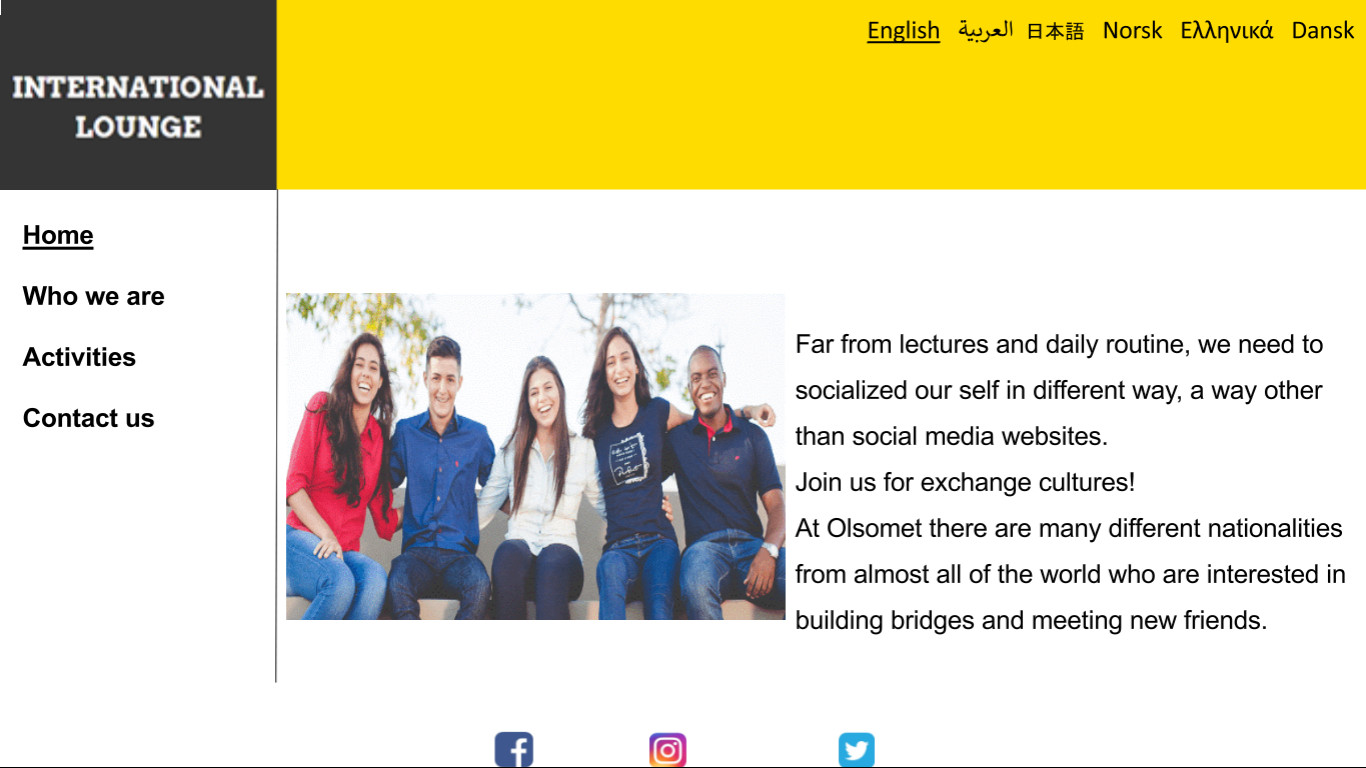 INTERNATIONAL
LOUNGE
English العربية 日本語 Norsk Ελληνικά Dansk
Home
Who we are
Activities
Contact us
Far from lectures and daily routine, we need to
socialized our self in different way, a way other
than social media websites.
Join us for exchange cultures!
At Olsomet there are many different nationalities
from almost all of the world who are interested in
building bridges and meeting new friends.